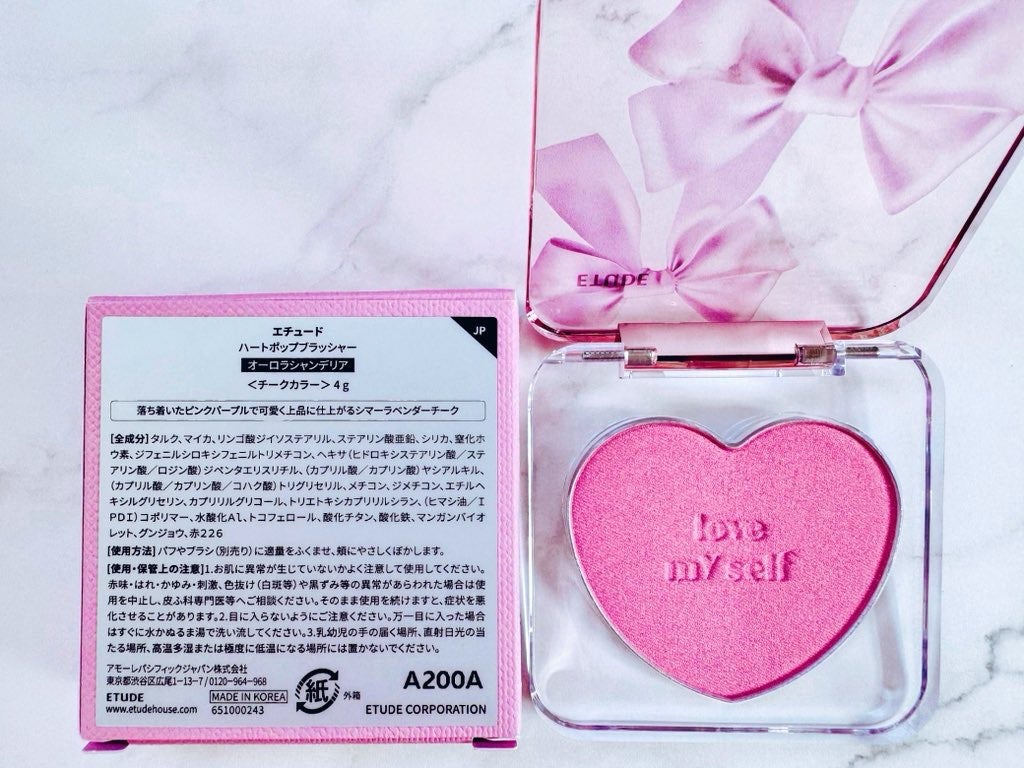 エチュード
ハートポップブラッシャー
オーロラシャンデリア
＜チークカラー＞4g
JP
落ち着いたピンクパープルで可愛く上品に仕上がるシマーラベンダーチーク
[全成分]タルク、マイカ、リンゴ酸ジイソステアリル、ステアリン酸亜鉛、シリカ、窒化ホ
ウ素、ジフェニルシロキシフェニルトリメチコン、ヘキサ(ヒドロキシステアリン酸／ステ
アリン酸／ロジン酸)ジペンタエリスリチル、(カプリル酸／カプリン酸)ヤシアルキル、
(カプリル酸／カプリン酸／コハク酸)トリグリセリル、メチコン、ジメチコン、エチルヘ
キシルグリセリン、カプリリルグリコール、トリエトキシカプリリルシラン、(ヒマシ油／Ｉ
ＰＤＩ)コポリマー、水酸化Ａｌ、トコフェロール、酸化チタン、酸化鉄、マンガンバイオ
レット、グンジョウ、赤226
[使用方法]パフやブラシ(別売り)に適量をふくませ、頬にやさしくぼかします。
[使用・保管上の注意]1.お肌に異常が生じていないかよく注意して使用してください。
赤味・はれ・かゆみ・刺激、色抜け(白斑等)や黒ずみ等の異常があらわれた場合は使
用を中止し、皮ふ科専門医等へご相談ください。そのまま使用を続けますと、症状を悪
化させることがあります。2.目に入らないようにご注意ください。万一目に入った場合
はすぐに水かぬるま湯で洗い流してください。3.乳幼児の手の届く場所、直射日光の当
たる場所、高温多湿または極度に低温になる場所には置かないでください。
アモーレパシフィックジャパン株式会社
東京都渋谷区広尾1-13-7/0120-964-968
ETUDE MADE IN KOREA
www.etudehouse.com 651000243
紙 外箱
A200A
ETUDE CORPORATION
ETUDE
love
myself